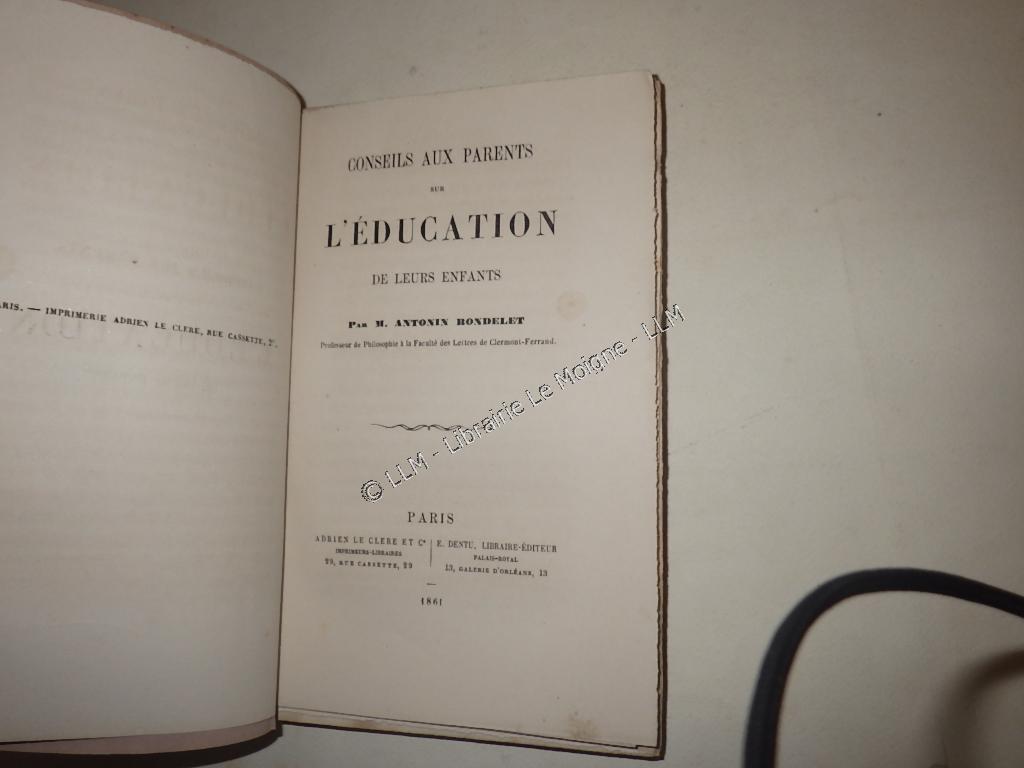 ARIS. — IMPRIMERIE ADRIEN LE CLERE, RUE CASSETTE, 29.
CONSEILS AUX PARENTS
SUR
L'ÉDUCATION
DE LEURS ENFANTS
PAR M. ANTONIN RONDELET
Professeur de Philosophie à la Faculté des Lettres de Clermont-Ferrand.
© LLM - Librairie Le Moigne - LLM
PARIS
ADRIEN LE CLERE ET Ce
IMPRIMEURS-LIBRAIRES
29, RUE CASSETTE, 29
E. DENTU, LIBRAIRE-ÉDITEUR
PALAIS-ROYAL
13, GALERIE D'ORLÉANS, 13
1861